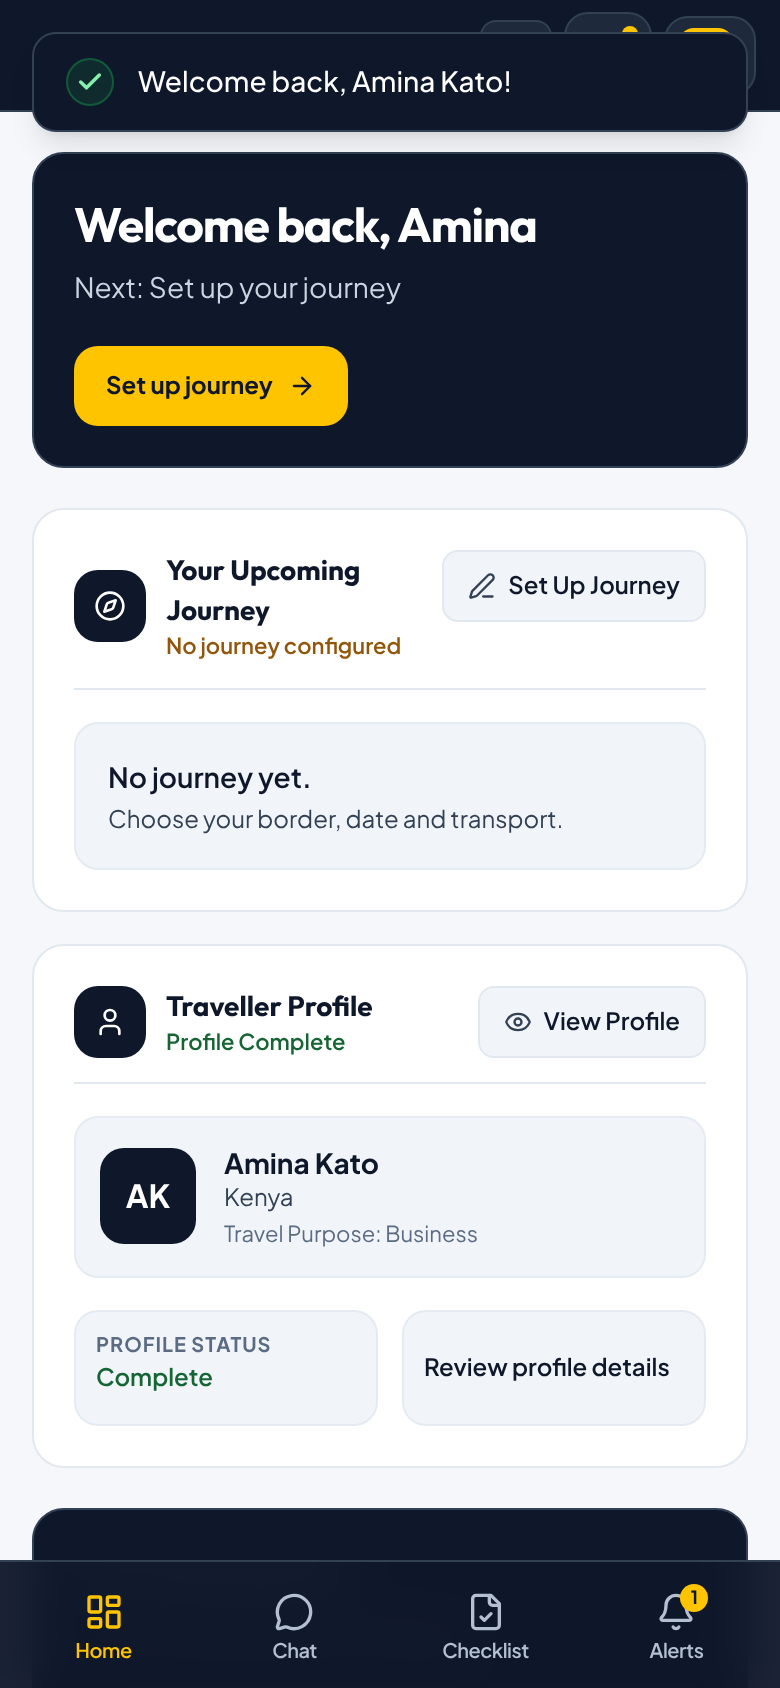 Welcome back, Amina Kato!
Welcome back, Amina
Next: Set up your journey
Set up journey
Your Upcoming
Journey
No journey configured
Set Up Journey
No journey yet.
Choose your border, date and transport.
Traveller Profile
Profile Complete
View Profile
AK
Amina Kato
Kenya
Travel Purpose: Business
PROFILE STATUS
Complete
Review profile details
Home
Chat
Checklist
1
Alerts